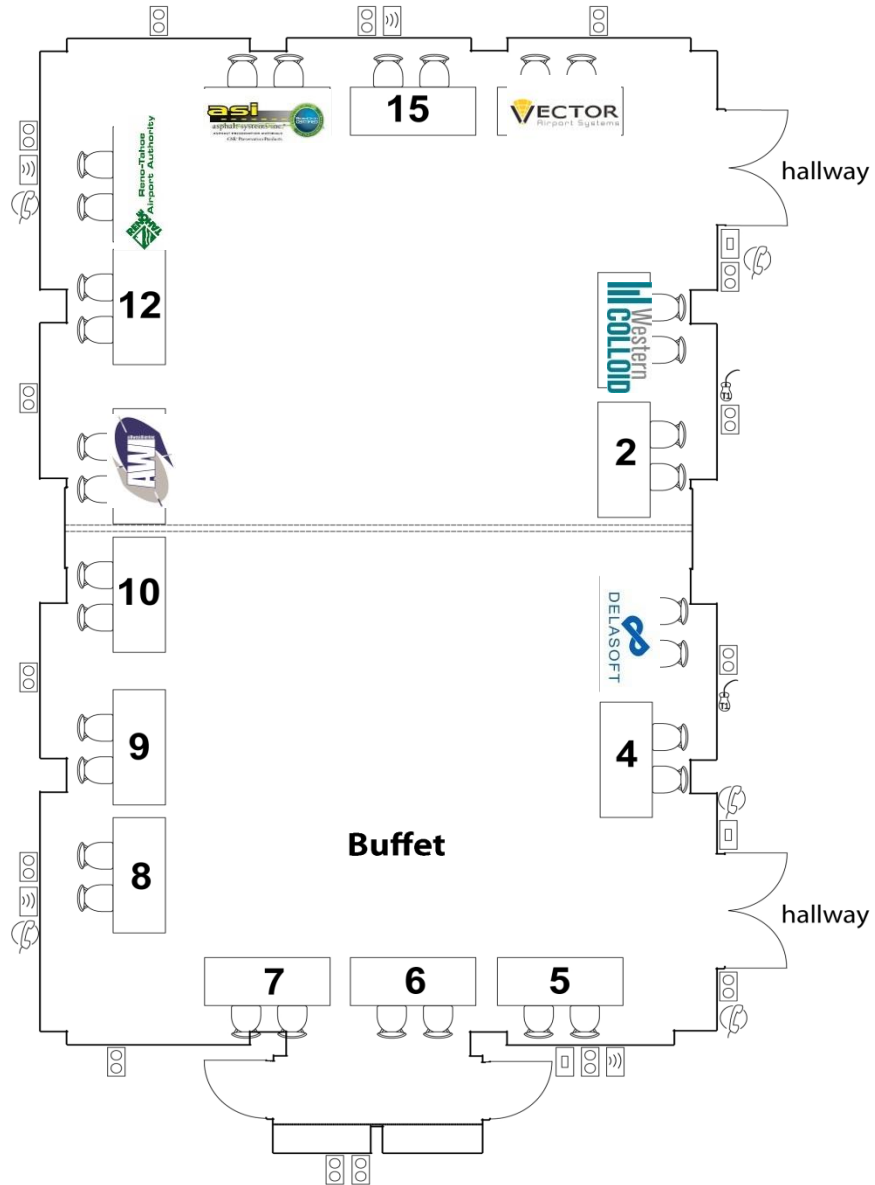 asi
asphalt systems inc.
15
VECTOR
Airport Systems
hallway
Reno-Tahoe
Airport Authority
12
Western
COLLOID
AWI
2
10
DELASOFT
9
4
Buffet
8
hallway
7
6
5